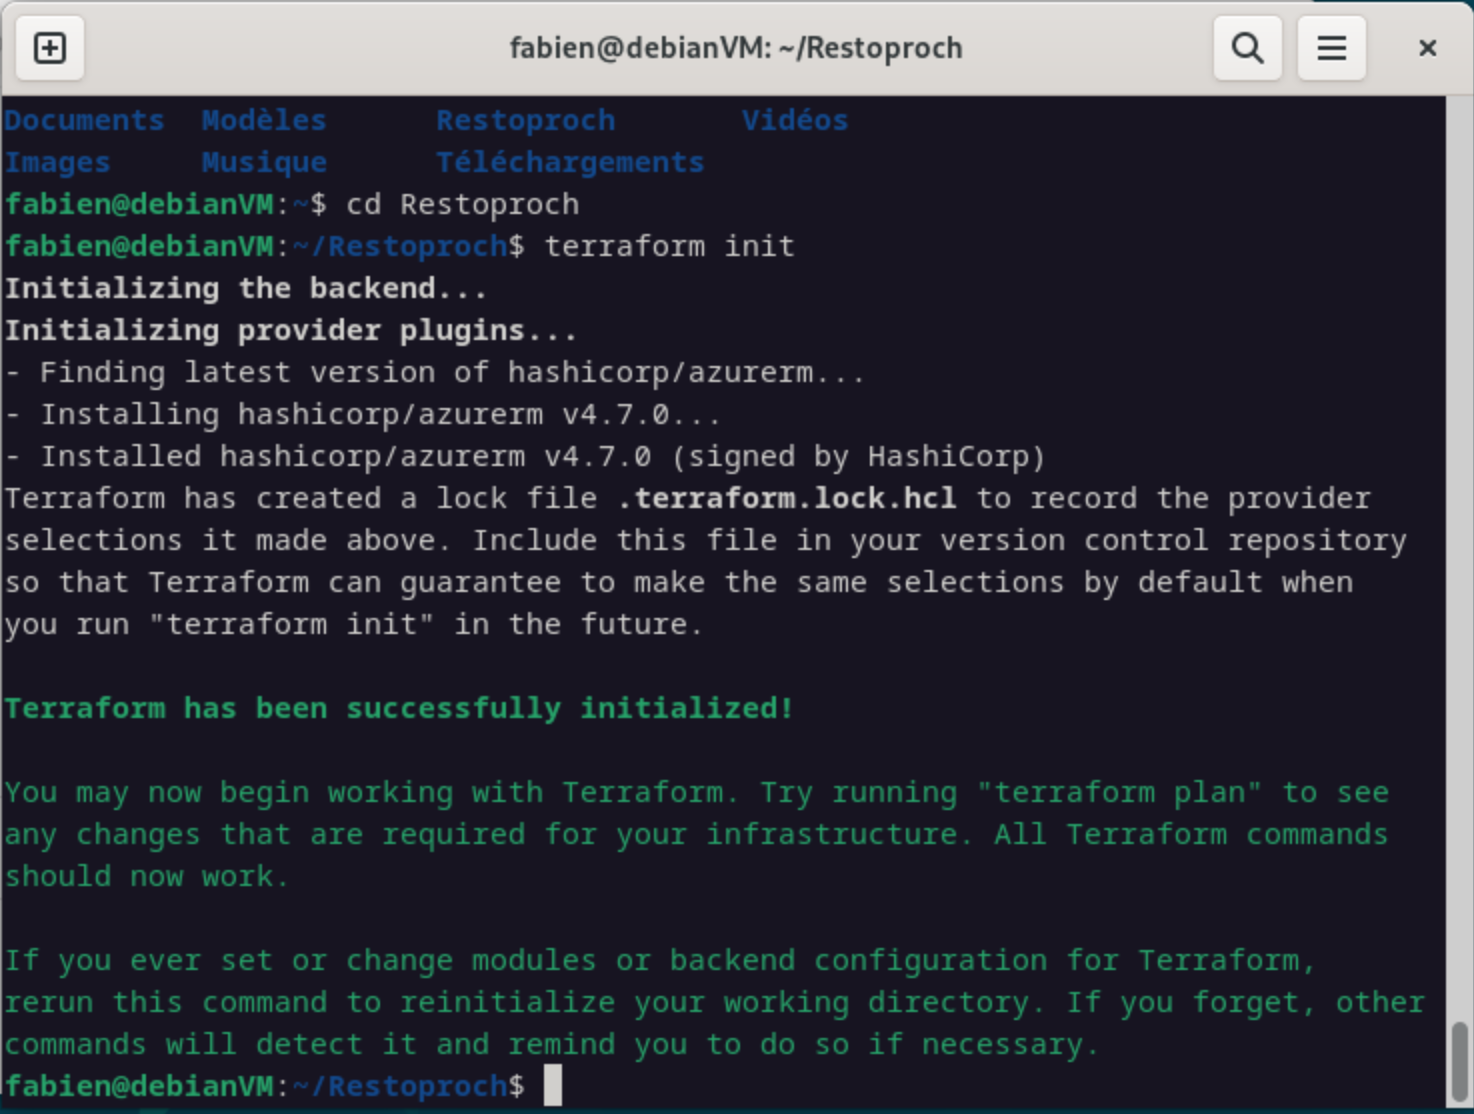 fabien@debianVM: ~/Restoproch
Documents  Modèles      Restoproch       Vidéos
Images     Musique      Téléchargements
fabien@debianVM:~$ cd Restoproch
fabien@debianVM:~/Restoproch$ terraform init
Initializing the backend...
Initializing provider plugins...
- Finding latest version of hashicorp/azurerm...
- Installing hashicorp/azurerm v4.7.0...
- Installed hashicorp/azurerm v4.7.0 (signed by HashiCorp)
Terraform has created a lock file .terraform.lock.hcl to record the provider
selections it made above. Include this file in your version control repository
so that Terraform can guarantee to make the same selections by default when
you run "terraform init" in the future.
Terraform has been successfully initialized!
You may now begin working with Terraform. Try running "terraform plan" to see
any changes that are required for your infrastructure. All Terraform commands
should now work.
If you ever set or change modules or backend configuration for Terraform,
rerun this command to reinitialize your working directory. If you forget, other
commands will detect it and remind you to do so if necessary.
fabien@debianVM:~/Restoproch$